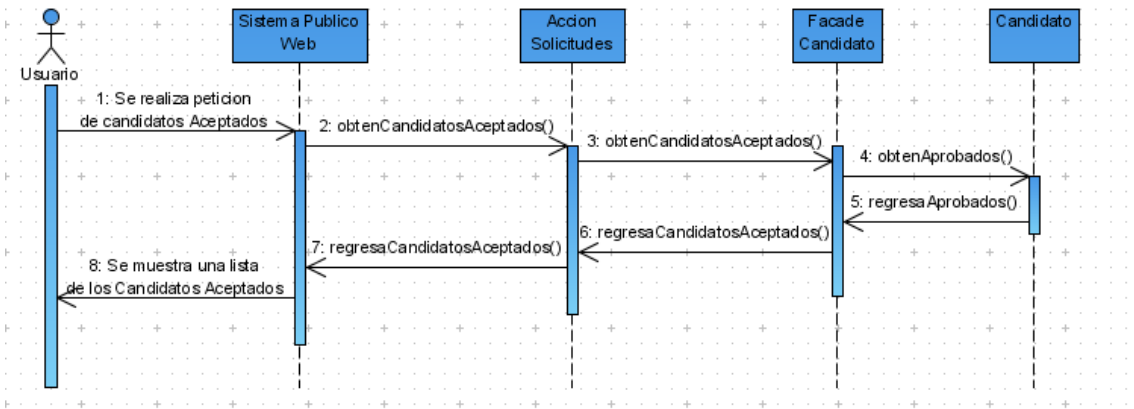 Sistema Publico
Web
Accion
Solicitudes
Facade
Candidato
Candidato
Usuario
1: Se realiza peticion
de candidatos Aceptados
2: obtenCandidatosAceptados()
3: obtenCandidatosAceptados()
4: obtenAprobados()
5: regresaAprobados()
6: regresaCandidatosAceptados()
7: regresaCandidatosAceptados()
8: Se muestra una lista
de los Candidatos Aceptados